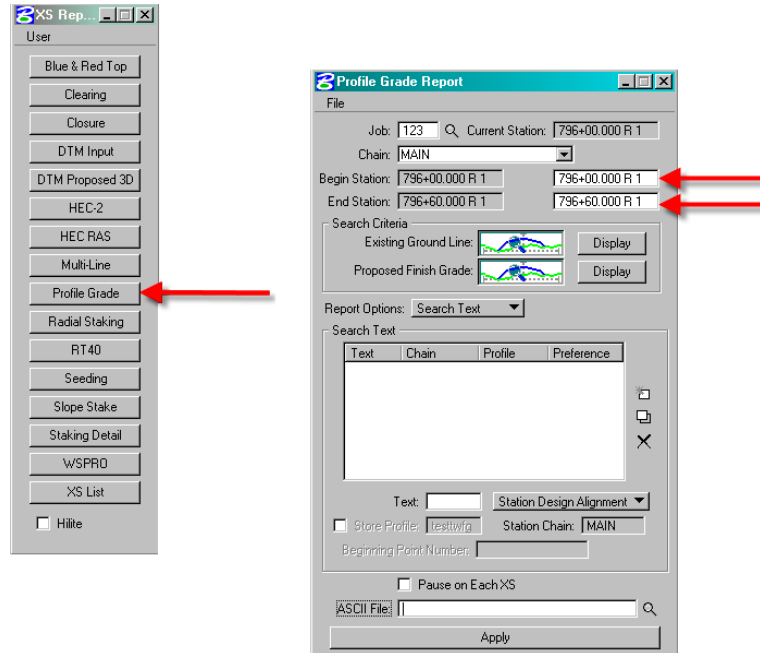 XS Rep...
User
Blue & Red Top
Clearing
Closure
DTM Input
DTM Proposed 3D
HEC-2
HEC RAS
Multi-Line
Profile Grade
Radial Staking
RT40
Seeding
Slope Stake
Staking Detail
WSPRO
XS List
Hilite
Profile Grade Report
File
Job: 123 Current Station: 796+00.000 R 1
Chain: MAIN
Begin Station: 796+00.000 R 1 796+00.000 R 1
End Station: 796+60.000 R 1 796+60.000 R 1
Search Criteria
Existing Ground Line: Display
Proposed Finish Grade: Display
Report Options: Search Text
Search Text
Text Chain Profile Preference
Text: Station Design Alignment
Store Profile: testtwfg Station Chain: MAIN
Beginning Point Number:
Pause on Each XS
ASCII File:
Apply